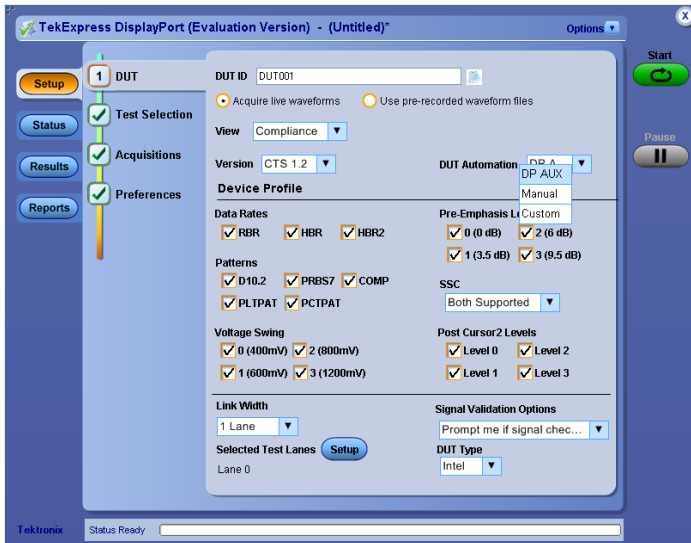 TekExpress DisplayPort (Evaluation Version) - (Untitled)*
Options
X
Start
Pause
Setup
Status
Results
Reports
1 DUT
Test Selection
Acquisitions
Preferences
DUT ID DUT001
Acquire live waveforms Use pre-recorded waveform files
View Compliance
Version CTS 1.2 DUT Automation DP A
DP AUX
Manual
Custom
Device Profile
Data Rates
RBR HBR HBR2
Patterns
D10.2 PRBS7 COMP
PLTPAT PCTPAT
Voltage Swing
0 (400mV) 2 (800mV)
1 (600mV) 3 (1200mV)
Pre-Emphasis Le
0 (0 dB) 2 (6 dB)
1 (3.5 dB) 3 (9.5 dB)
SSC
Both Supported
Post Cursor2 Levels
Level 0 Level 2
Level 1 Level 3
Link Width
1 Lane
Selected Test Lanes Setup
Lane 0
Signal Validation Options
Prompt me if signal chec...
DUT Type
Intel
Tektronix Status Ready